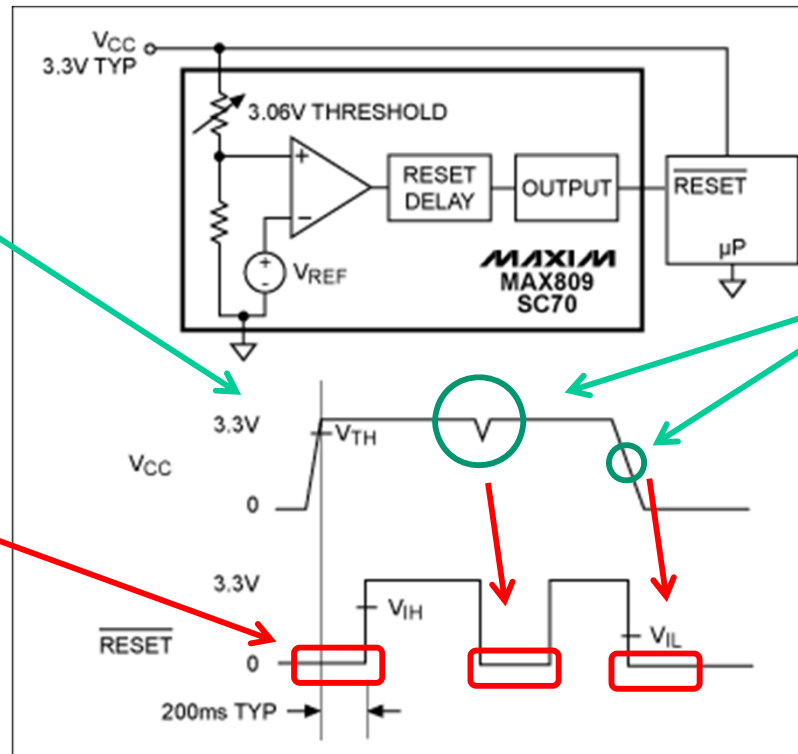 VCC
3.3V TYP
3.06V THRESHOLD
+
−
+
-
VREF
RESET
DELAY
OUTPUT
RESET
µP
MAXIM
MAX809
SC70
3.3V
VTH
VCC
0
3.3V
VIH
RESET
VIL
0
200ms TYP